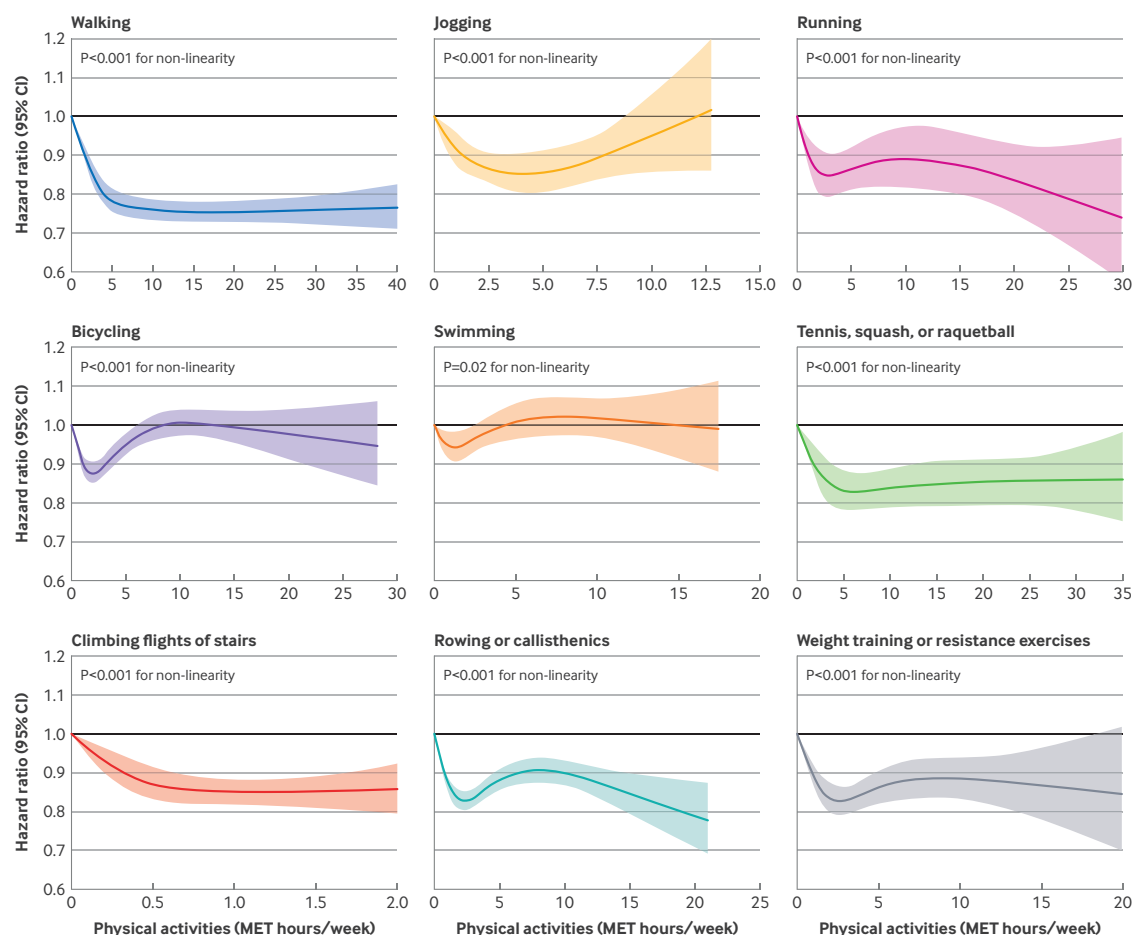 Walking
Jogging
Running
Hazard ratio (95% CI)
1.2
1.1
1.0
0.9
0.8
0.7
0.6
P<0.001 for non-linearity
P<0.001 for non-linearity
P<0.001 for non-linearity
0 5 10 15 20 25 30 35 40
0 2.5 5.0 7.5 10.0 12.5 15.0
0 5 10 15 20 25 30
Bicycling
Swimming
Tennis, squash, or raquetball
Hazard ratio (95% CI)
1.2
1.1
1.0
0.9
0.8
0.7
0.6
P<0.001 for non-linearity
P=0.02 for non-linearity
P<0.001 for non-linearity
0 5 10 15 20 25 30
0 5 10 15 20
0 5 10 15 20 25 30 35
Climbing flights of stairs
Rowing or callisthenics
Weight training or resistance exercises
Hazard ratio (95% CI)
1.2
1.1
1.0
0.9
0.8
0.7
0.6
P<0.001 for non-linearity
P<0.001 for non-linearity
P<0.001 for non-linearity
0 0.5 1.0 1.5 2.0
0 5 10 15 20 25
0 5 10 15 20
Physical activities (MET hours/week)
Physical activities (MET hours/week)
Physical activities (MET hours/week)